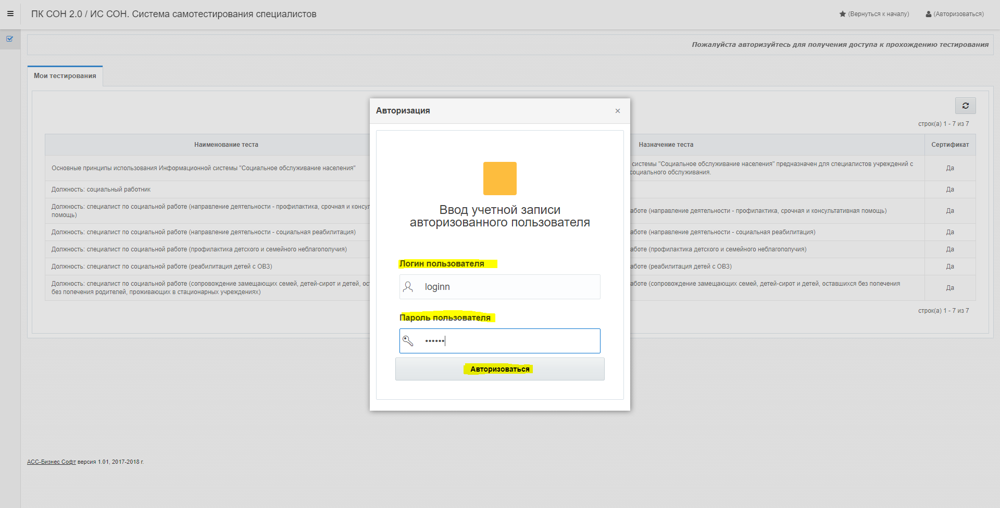 ПК СОН 2.0 / ИС СОН. Система самотестирования специалистов
(Вернуться к началу)
(Авторизоваться)
Пожалуйста авторизуйтесь для получения доступа к прохождению тестирования
Мои тестирования
строк(а) 1 - 7 из 7
Наименование теста
Назначение теста
Сертификат
Основные принципы использования Информационной системы "Социальное обслуживание населения"
системы "Социальное обслуживание населения" предназначен для специалистов учреждений с
социального обслуживания.
Да
Должность: социальный работник
Да
Должность: специалист по социальной работе (направление деятельности - профилактика, срочная и консул
помощь)
аботе (направление деятельности - профилактика, срочная и консультативная помощь)
Да
Должность: специалист по социальной работе (направление деятельности - социальная реабилитация)
аботе (направление деятельности - социальная реабилитация)
Да
Должность: специалист по социальной работе (профилактика детского и семейного неблагополучия)
аботе (профилактика детского и семейного неблагополучия)
Да
Должность: специалист по социальной работе (реабилитация детей с ОВЗ)
аботе (реабилитация детей с ОВЗ)
Да
Должность: специалист по социальной работе (сопровождение замещающих семей, детей-сирот и детей, ос
без попечения родителей, проживающих в стационарных учреждениях)
аботе (сопровождение замещающих семей, детей-сирот и детей, оставшихся без попечения
Да
строк(а) 1 - 7 из 7
Авторизация
×
Ввод учетной записи
авторизованного пользователя
Логин пользователя
loginn
Пароль пользователя
••••••
Авторизоваться
АСС-Бизнес Софт версия 1.01, 2017-2018 г.